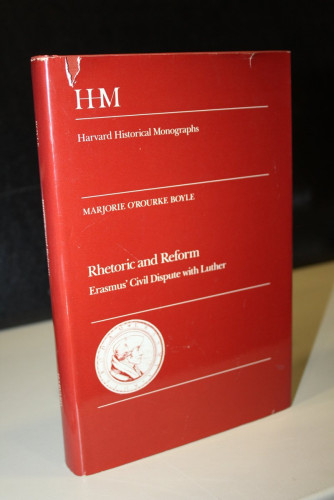 HM
Harvard Historical Monographs
MARJORIE O'ROURKE BOYLE
Rhetoric and Reform
Erasmus' Civil Dispute with Luther